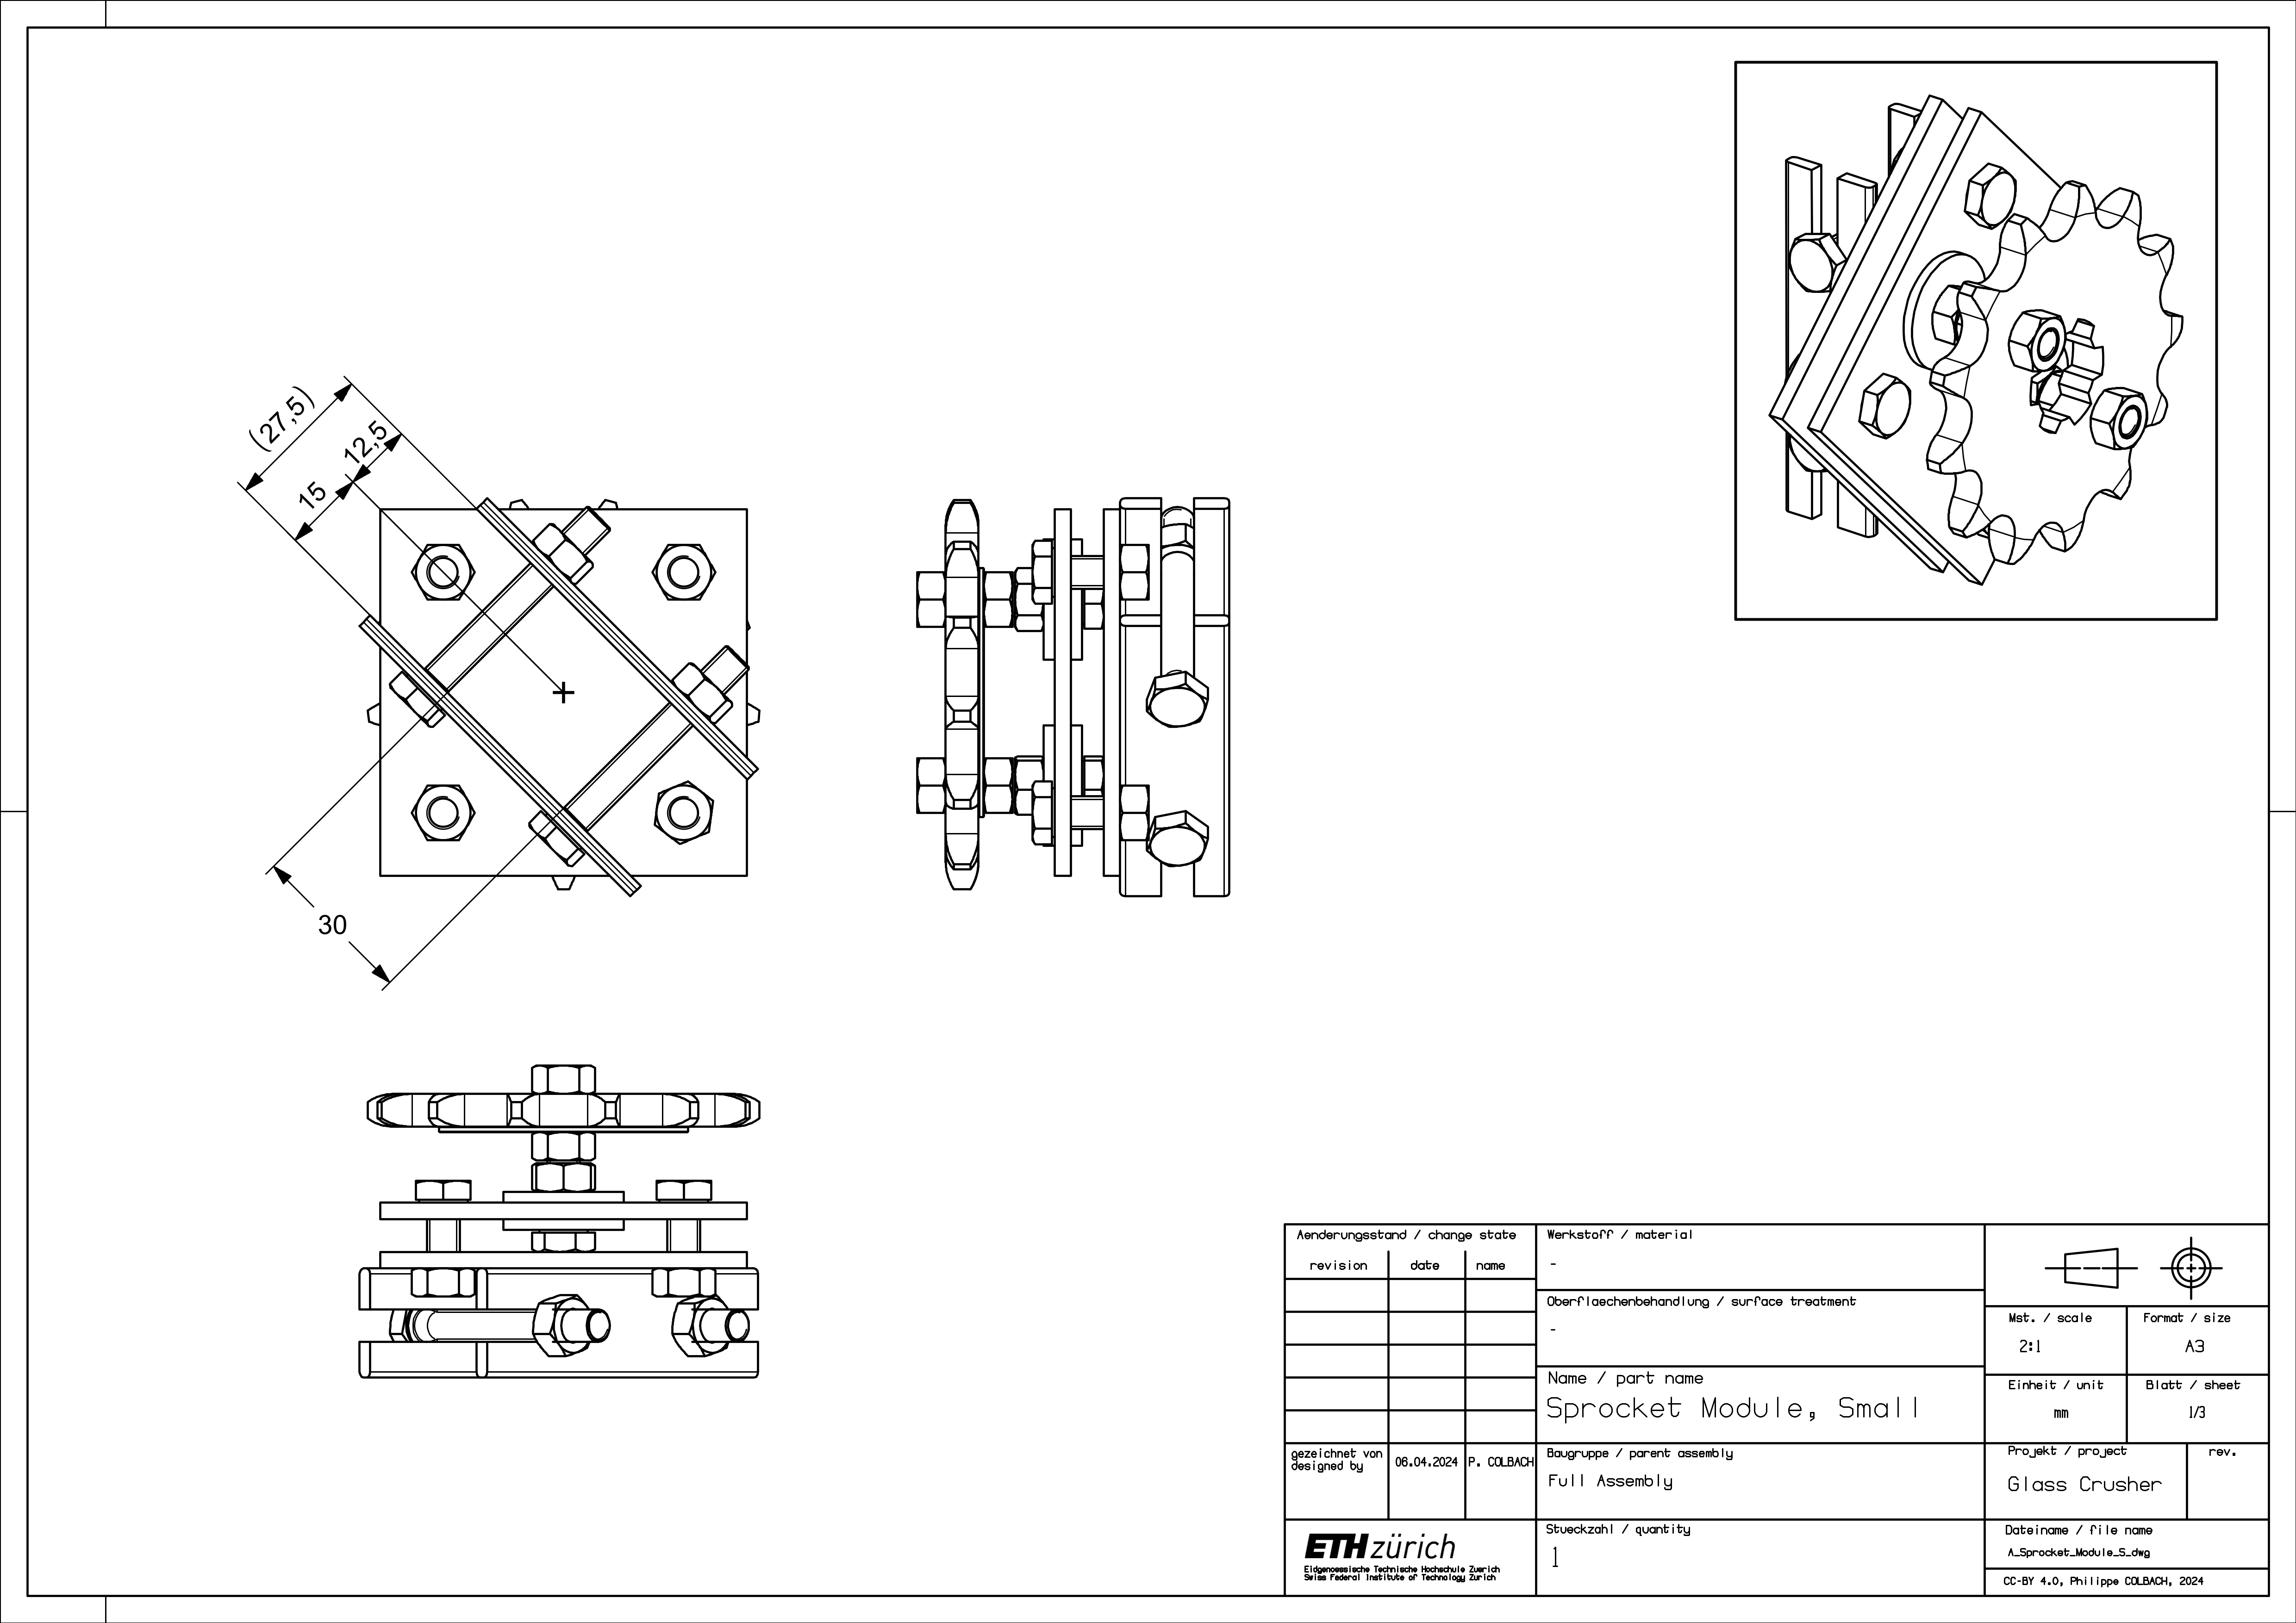 (27,5)
12,5
15
30
Aenderungsstand / change state
revision date name
gezeichnet von
designed by
06.04.2024 P. COLBACH
ETH zürich
Eidgenoessische Technische Hochschule Zuerich
Swiss Federal Institute of Technology Zurich
Werkstoff / material
-
Oberflaechenbehandlung / surface treatment
-
Name / part name
Sprocket Module, Small
Baugruppe / parent assembly
Full Assembly
Stueckzahl / quantity
1
Mst. / scale
2:1
Format / size
A3
Einheit / unit
mm
Blatt / sheet
1/3
Projekt / project
Glass Crusher
rev.
Dateiname / file name
A_Sprocket_Module_S_dwg
CC-BY 4.0, Philippe COLBACH, 2024